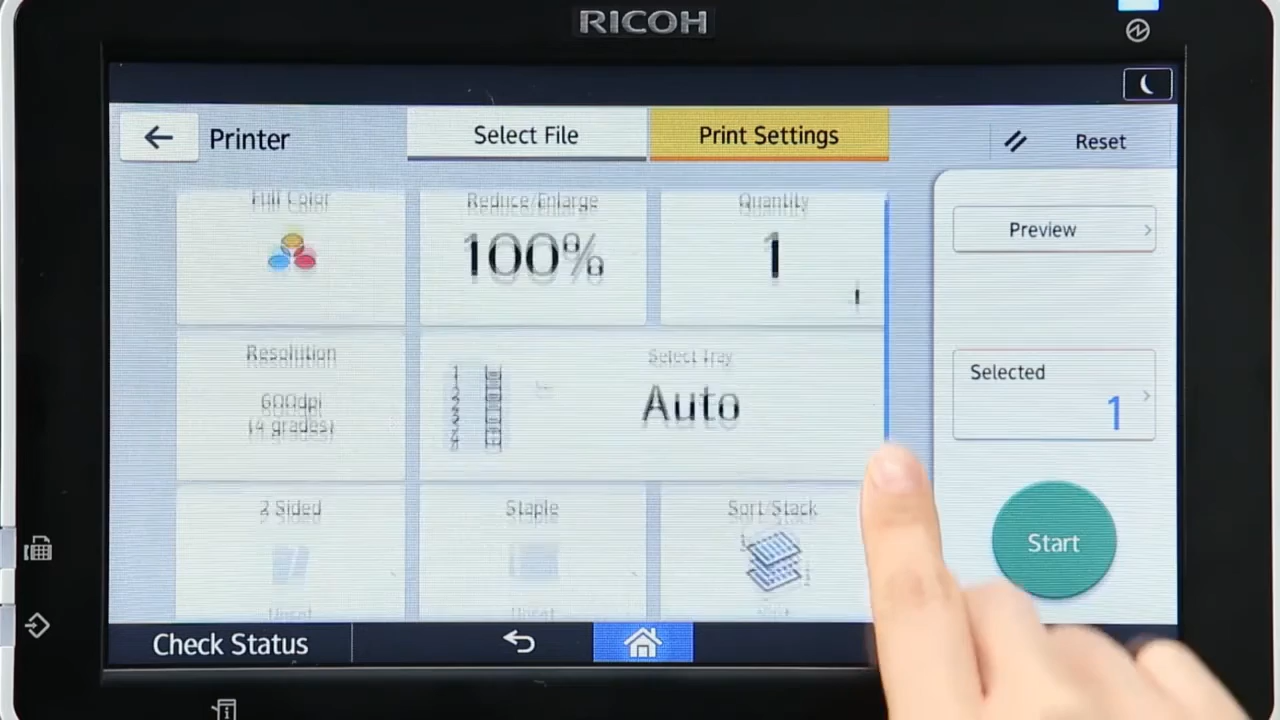 RICOH
Printer
Select File
Print Settings
Reset
Full Color
Reduce/Enlarge
100%
Quantity
1
Preview
Resolution
600dpi
(4 grades)
Select Tray
Auto
Selected
1
2 Sided
Staple
Sort/Stack
Start
Check Status